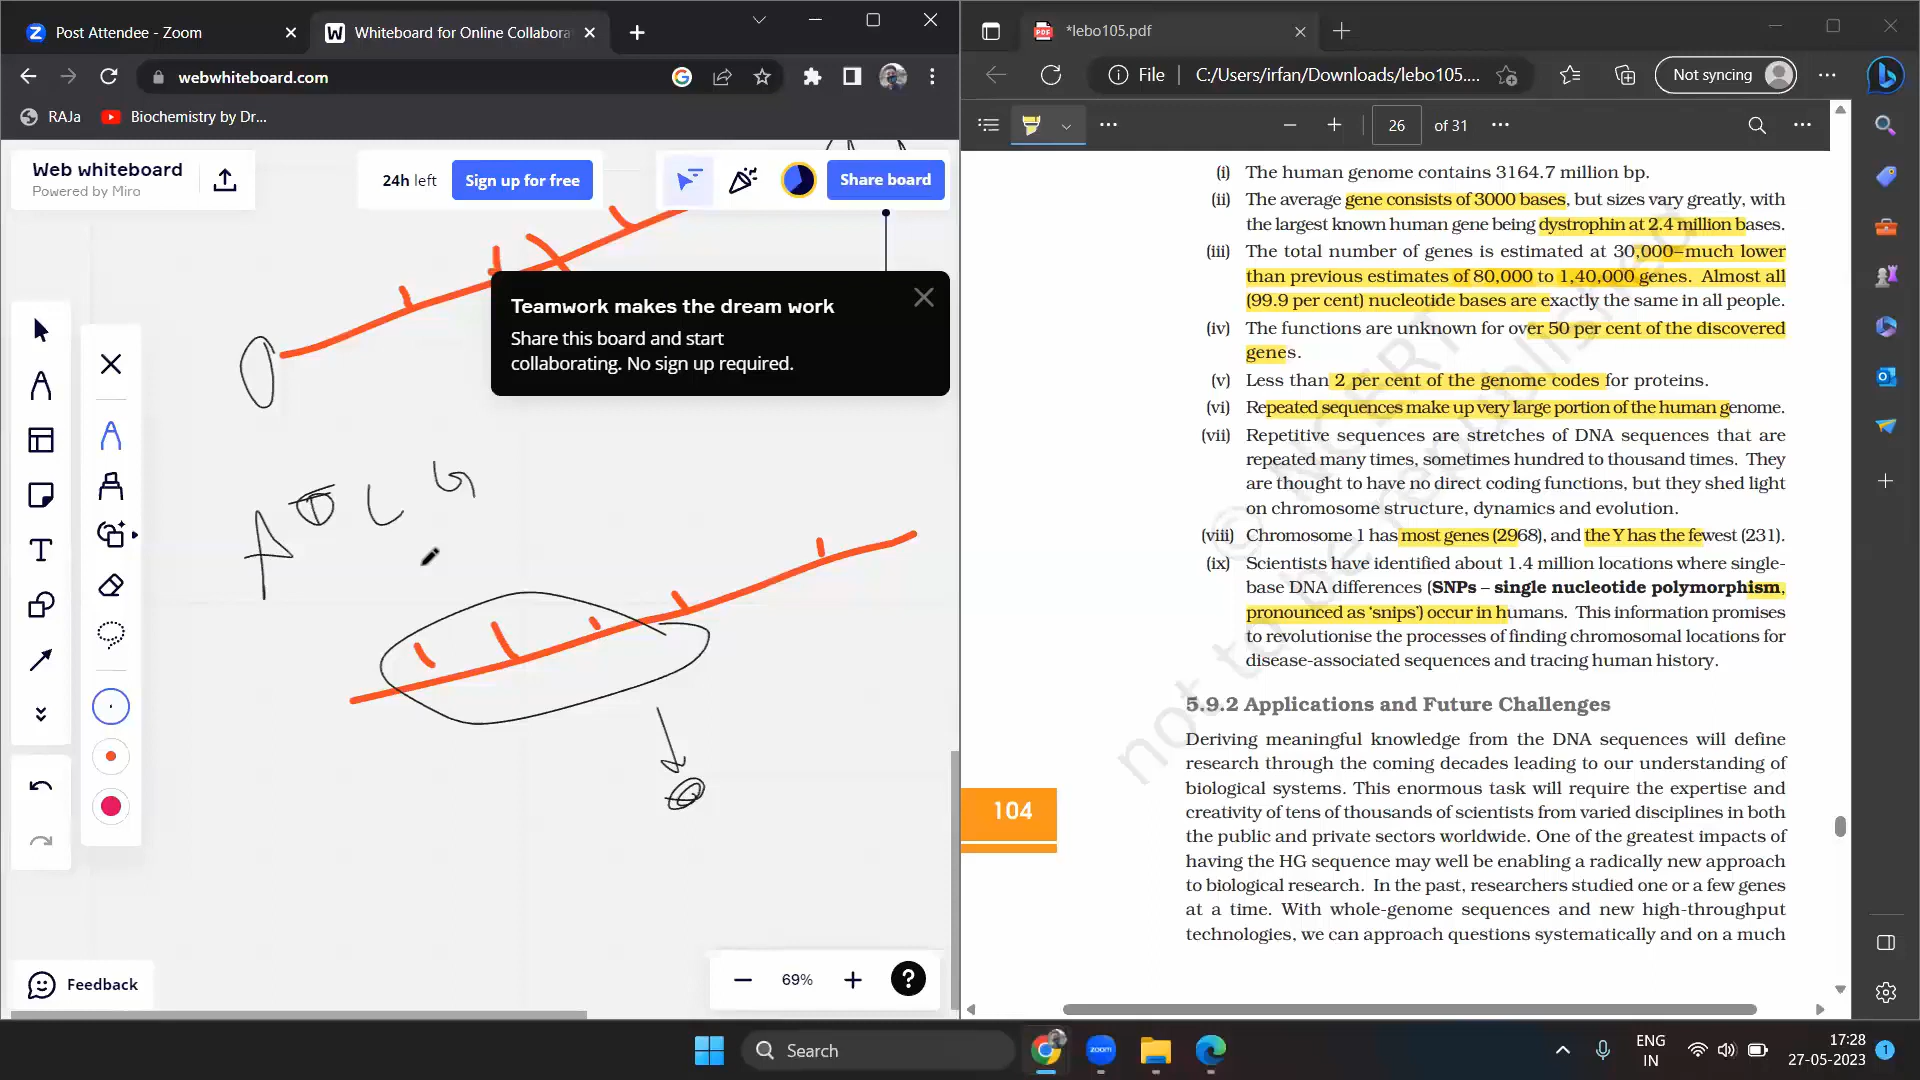 Post Attendee - Zoom
Whiteboard for Online Collabora
webwhiteboard.com
RAJa
Biochemistry by Dr...
Web whiteboard
Powered by Miro
24h left
Sign up for free
Share board
Teamwork makes the dream work
Share this board and start
collaborating. No sign up required.
A T C G
69%
Feedback
*lebo105.pdf
File
C:/Users/irfan/Downloads/lebo105....
Not syncing
26 of 31
(i) The human genome contains 3164.7 million bp.
(ii) The average gene consists of 3000 bases, but sizes vary greatly, with
the largest known human gene being dystrophin at 2.4 million bases.
(iii) The total number of genes is estimated at 30,000–much lower
than previous estimates of 80,000 to 1,40,000 genes. Almost all
(99.9 per cent) nucleotide bases are exactly the same in all people.
(iv) The functions are unknown for over 50 per cent of the discovered
genes.
(v) Less than 2 per cent of the genome codes for proteins.
(vi) Repeated sequences make up very large portion of the human genome.
(vii) Repetitive sequences are stretches of DNA sequences that are
repeated many times, sometimes hundred to thousand times. They
are thought to have no direct coding functions, but they shed light
on chromosome structure, dynamics and evolution.
(viii) Chromosome 1 has most genes (2968), and the Y has the fewest (231).
(ix) Scientists have identified about 1.4 million locations where single-
base DNA differences (SNPs – single nucleotide polymorphism,
pronounced as ‘snips’) occur in humans. This information promises
to revolutionise the processes of finding chromosomal locations for
disease-associated sequences and tracing human history.
5.9.2 Applications and Future Challenges
Deriving meaningful knowledge from the DNA sequences will define
research through the coming decades leading to our understanding of
biological systems. This enormous task will require the expertise and
creativity of tens of thousands of scientists from varied disciplines in both
the public and private sectors worldwide. One of the greatest impacts of
having the HG sequence may well be enabling a radically new approach
to biological research. In the past, researchers studied one or a few genes
at a time. With whole-genome sequences and new high-throughput
technologies, we can approach questions systematically and on a much
104
© NCERT
not to be republished
Search
zoom
ENG
IN
17:28
27-05-2023
1